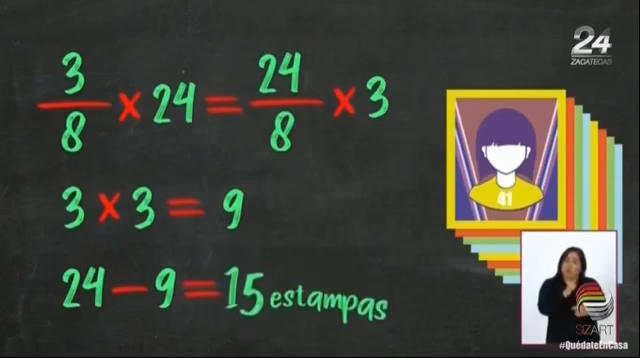 3/8 × 24 = 24/8 × 3
3 × 3 = 9
24 - 9 = 15 estampas
41
24
ZACATECAS
SIZART
#QuédateEnCasa